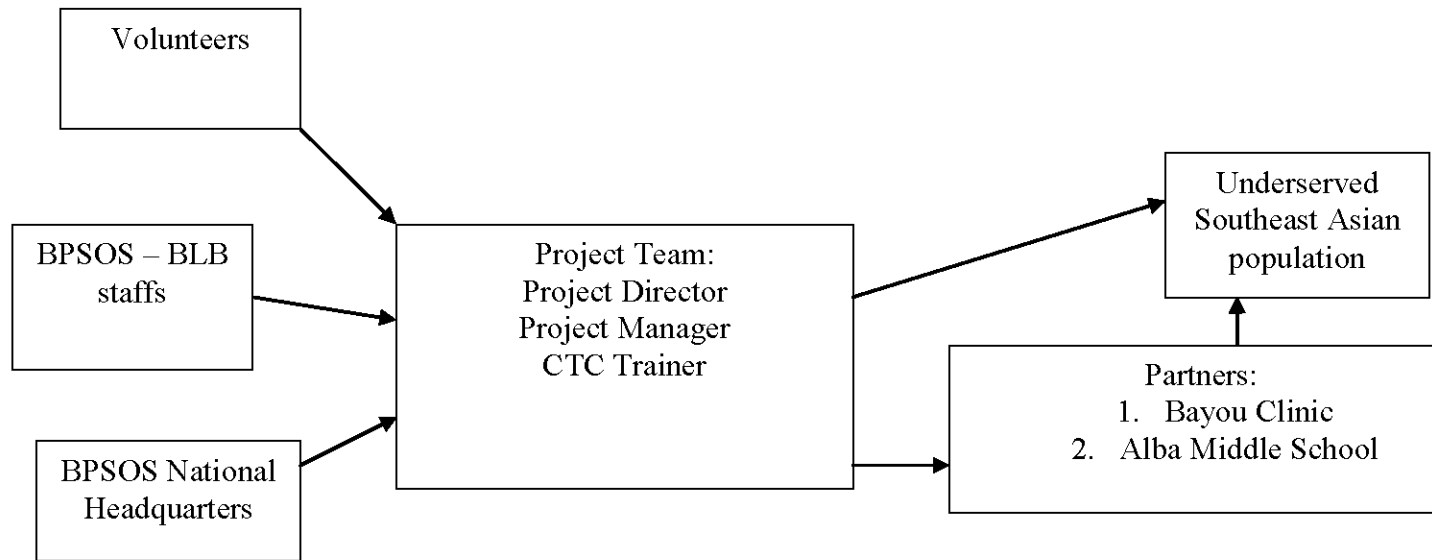 Volunteers
BPSOS – BLB
staffs
BPSOS National
Headquarters
Project Team:
Project Director
Project Manager
CTC Trainer
Underserved
Southeast Asian
population
Partners:
1. Bayou Clinic
2. Alba Middle School